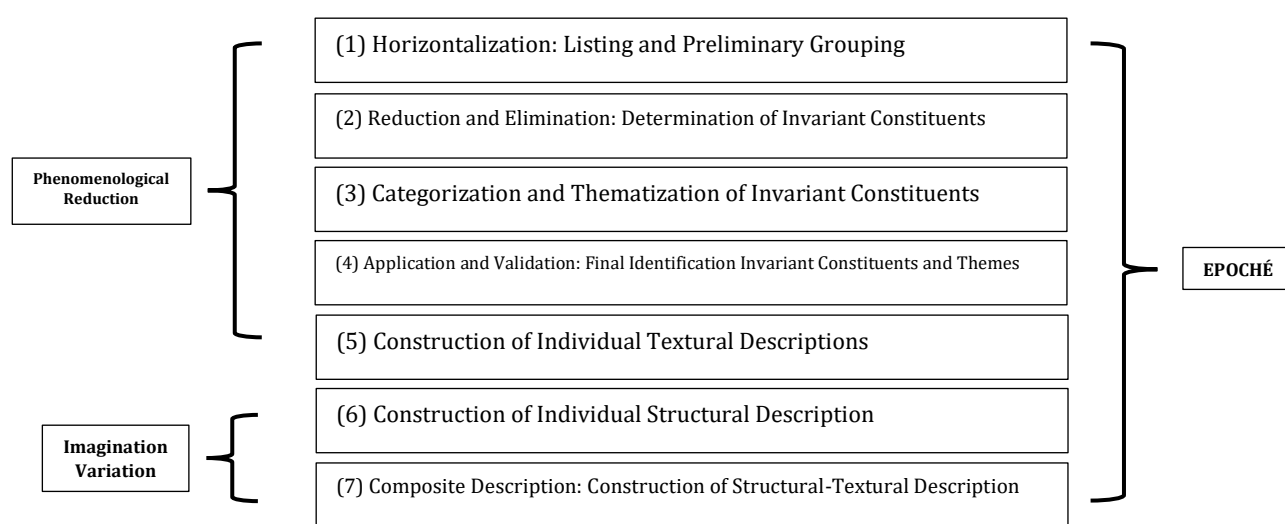 (1) Horizontalization: Listing and Preliminary Grouping
(2) Reduction and Elimination: Determination of Invariant Constituents
Phenomenological
Reduction
(3) Categorization and Thematization of Invariant Constituents
(4) Application and Validation: Final Identification Invariant Constituents and Themes
EPOCHÉ
(5) Construction of Individual Textural Descriptions
(6) Construction of Individual Structural Description
Imagination
Variation
(7) Composite Description: Construction of Structural-Textural Description